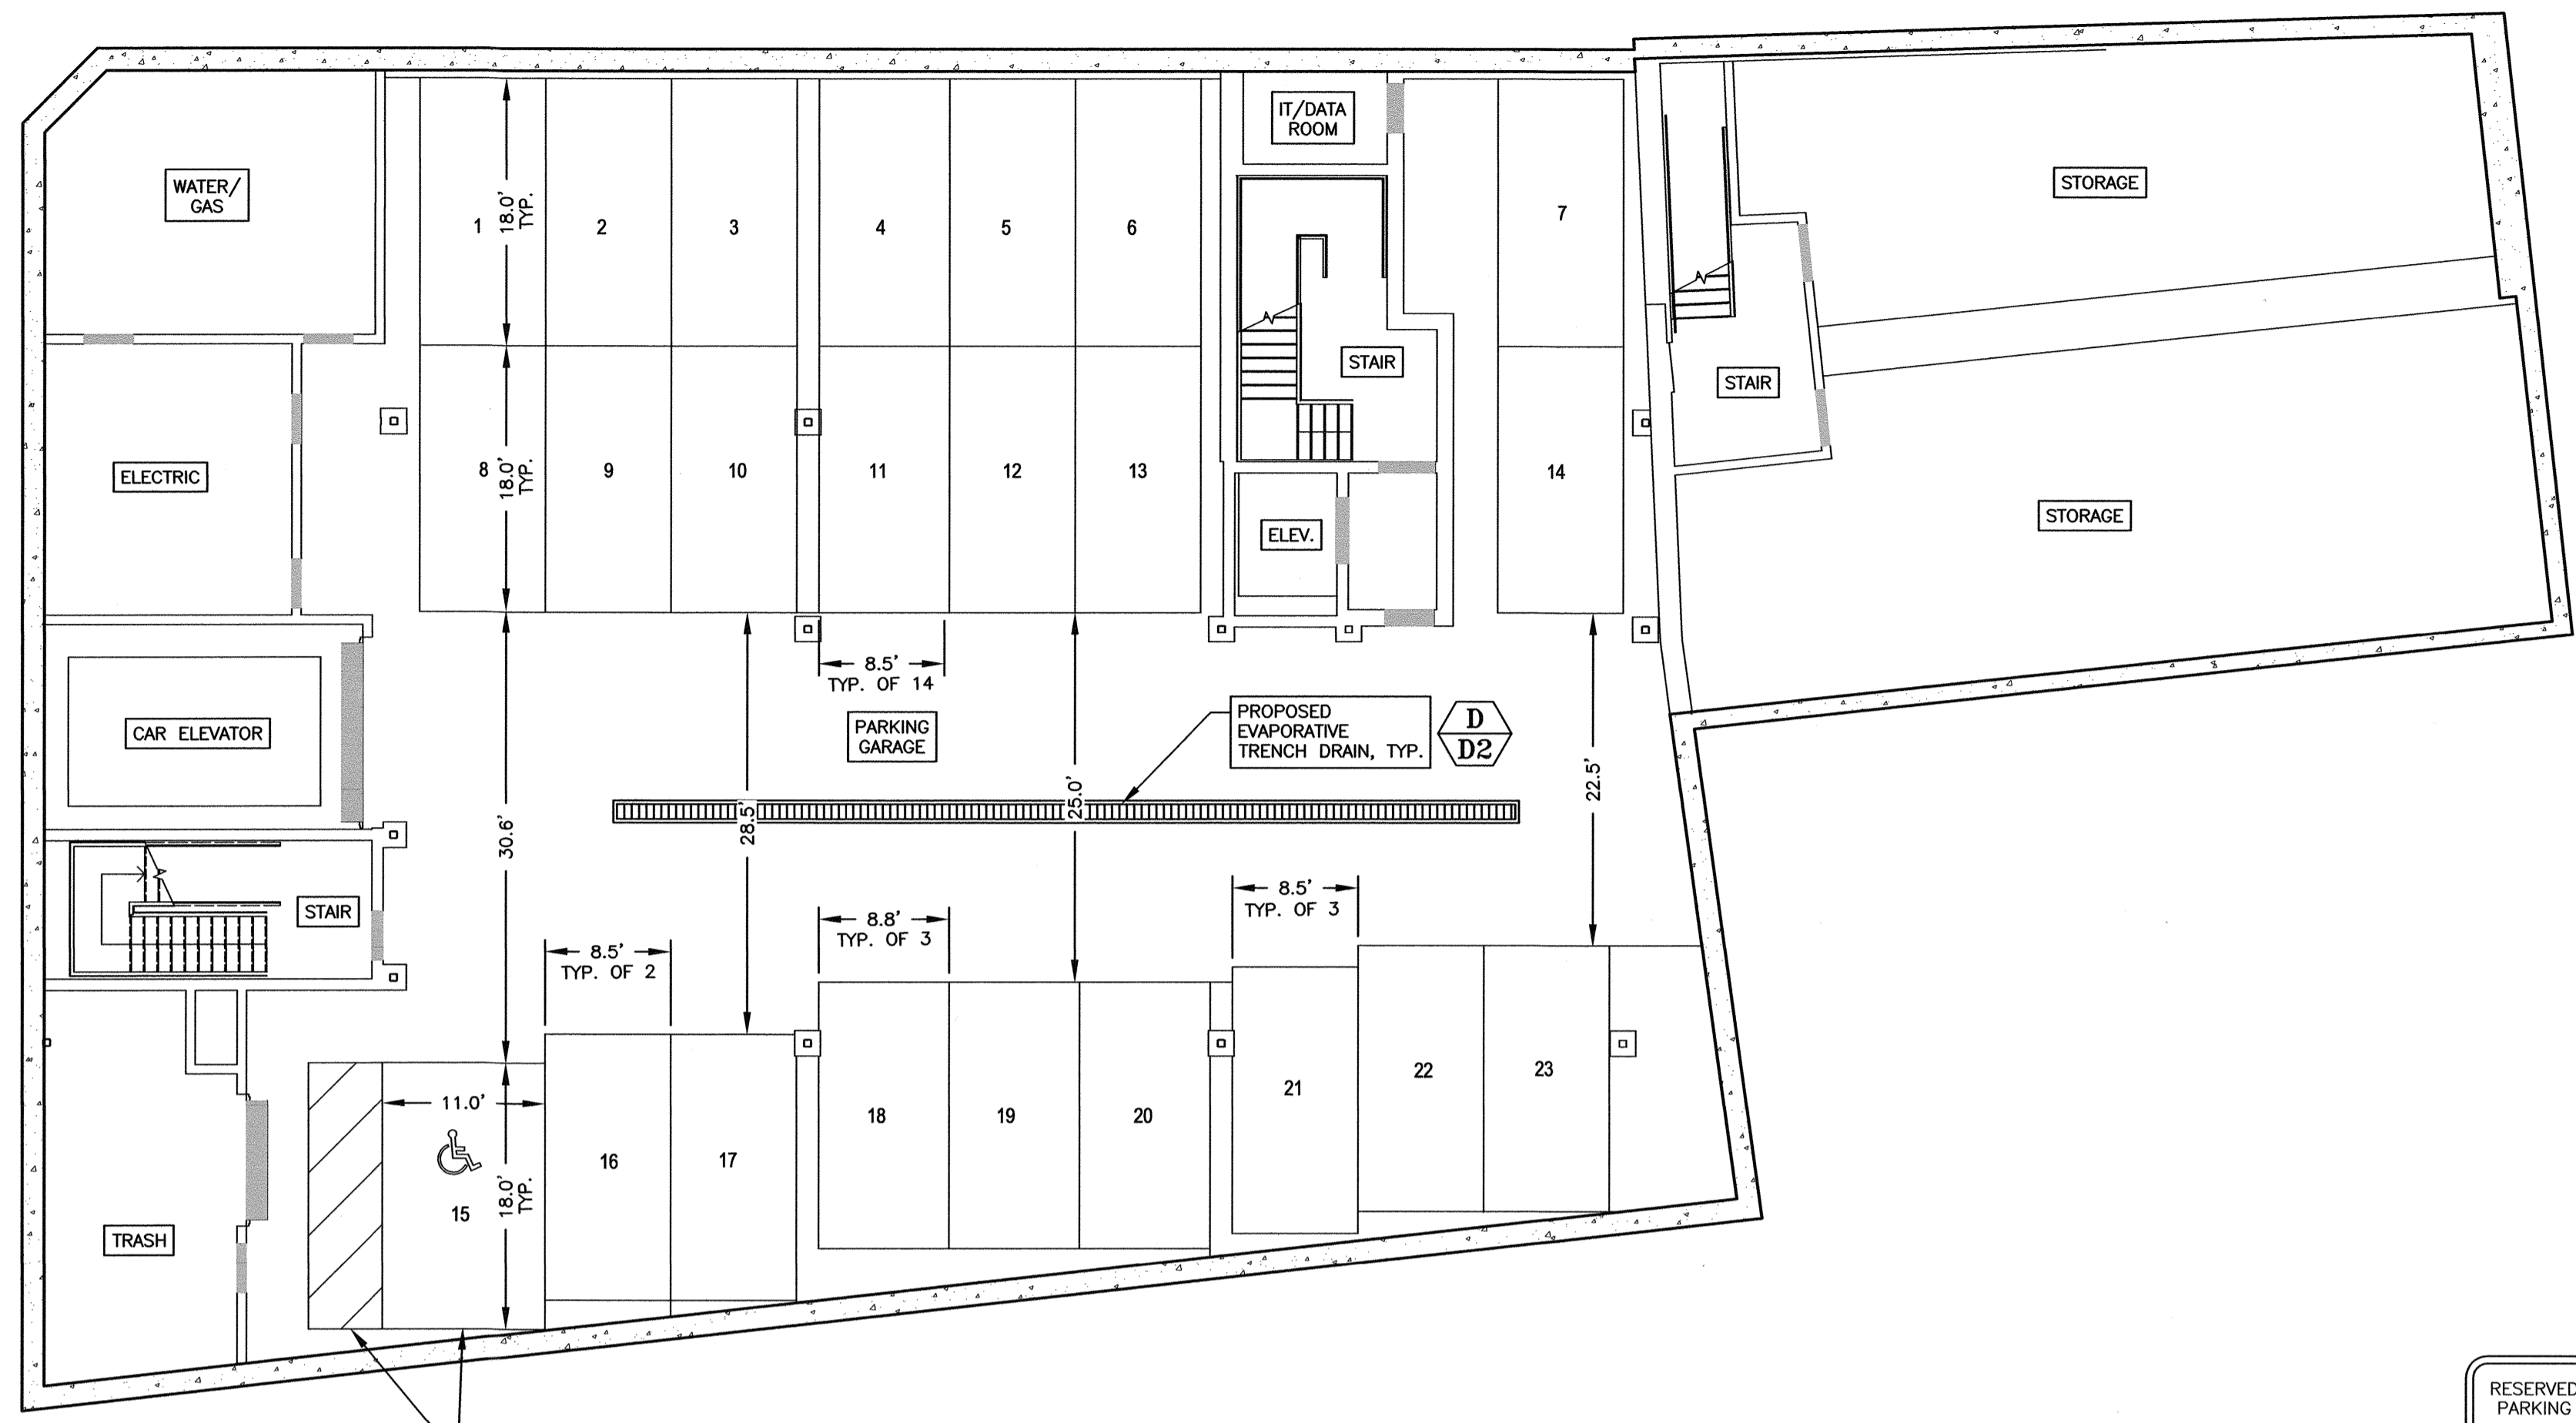 WATER/
GAS
1
18.0'
TYP.
2
3
4
5
6
IT/DATA
ROOM
7
STORAGE
STAIR
STAIR
ELECTRIC
8
18.0'
TYP.
9
10
11
12
13
14
ELEV.
STORAGE
8.5'
TYP. OF 14
CAR ELEVATOR
PARKING
GARAGE
PROPOSED
EVAPORATIVE
TRENCH DRAIN, TYP.
D
D2
30.6'
28.5'
25.0'
22.5'
STAIR
8.5'
TYP. OF 2
8.8'
TYP. OF 3
8.5'
TYP. OF 3
11.0'
15
18.0'
TYP.
16
17
18
19
20
21
22
23
TRASH
RESERVED
PARKING